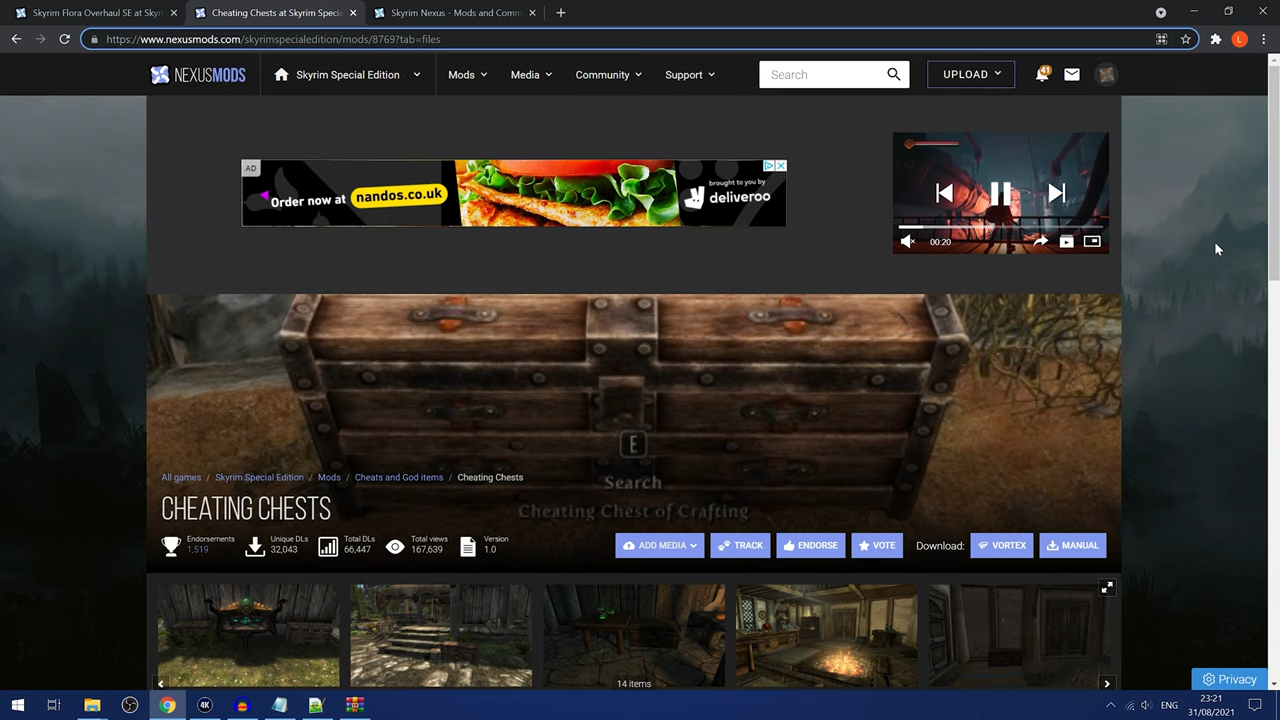 Skyrim Flora Overhaul SE at Skyrim
Cheating Chests at Skyrim Speci
Skyrim Nexus - Mods and Comm
https://www.nexusmods.com/skyrimspecialedition/mods/8769?tab=files
L
NEXUSMODS
Skyrim Special Edition
Mods
Media
Community
Support
Search
UPLOAD
41
AD
Order now at nandos.co.uk
brought to you by
deliveroo
00:20
E
Search
Cheating Chest of Crafting
All games / Skyrim Special Edition / Mods / Cheats and God items / Cheating Chests
CHEATING CHESTS
Endorsements
1,519
Unique DLs
32,043
Total DLs
66,447
Total views
167,639
Version
1.0
ADD MEDIA
TRACK
ENDORSE
VOTE
Download:
VORTEX
MANUAL
14 items
Privacy
4K
ENG
23:21
31/08/2021